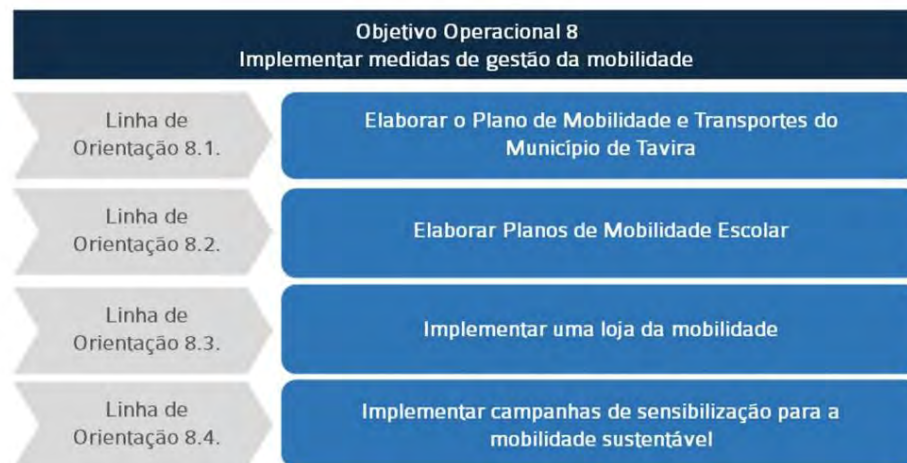 Objetivo Operacional 8
Implementar medidas de gestão da mobilidade
Linha de
Orientação 8.1.
Elaborar o Plano de Mobilidade e Transportes do
Município de Tavira
Linha de
Orientação 8.2.
Elaborar Planos de Mobilidade Escolar
Linha de
Orientação 8.3.
Implementar uma loja da mobilidade
Linha de
Orientação 8.4.
Implementar campanhas de sensibilização para a
mobilidade sustentável